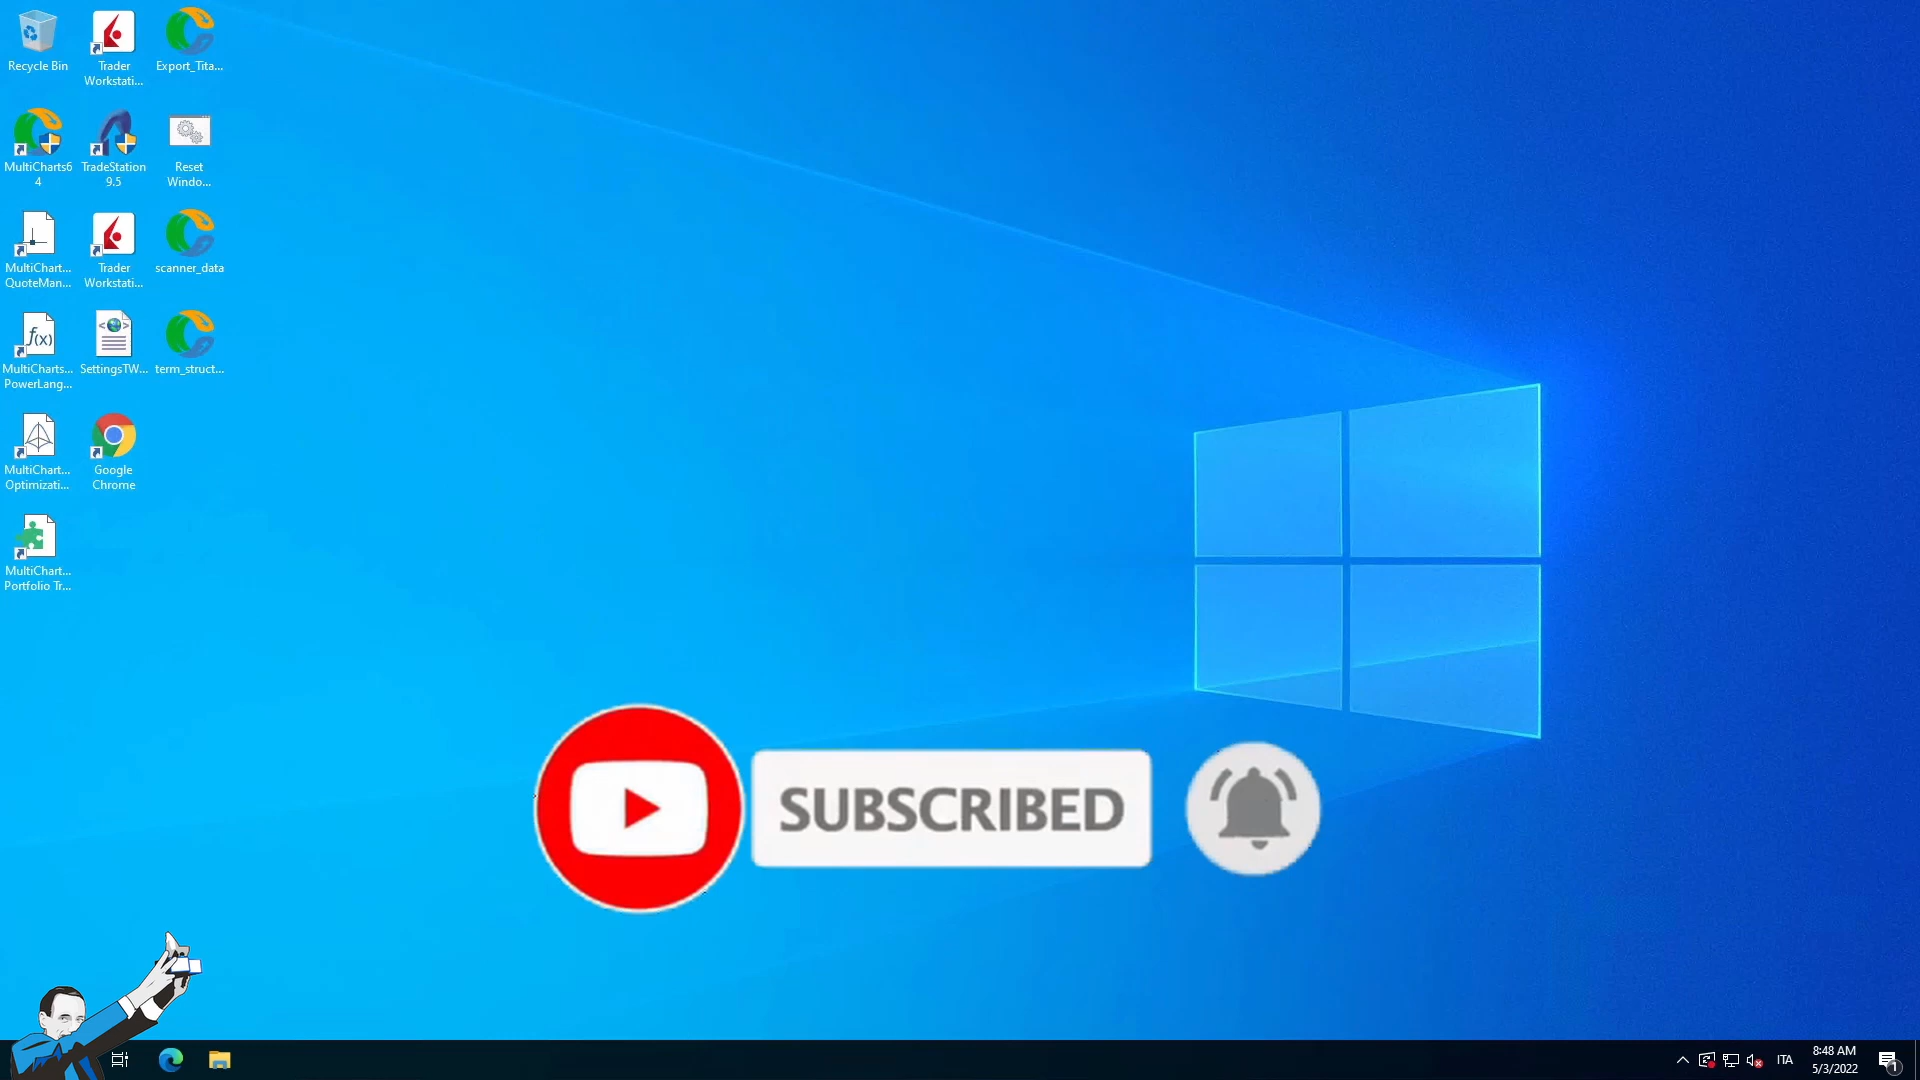 Recycle Bin
Trader
Workstati...
Export_Tita...
MultiCharts6
4
TradeStation
9.5
Reset
Windo...
MultiChart...
QuoteMan...
Trader
Workstati...
scanner_data
MultiCharts...
PowerLang...
SettingsTW...
term_struct...
MultiChart...
Optimizati...
Google
Chrome
MultiChart...
Portfolio Tr...
SUBSCRIBED
ITA
8:48 AM
5/3/2022
1